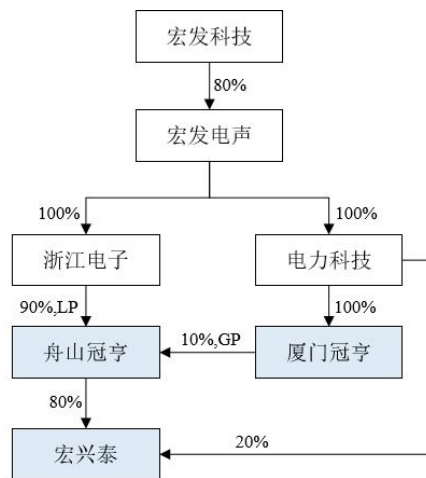 宏发科技
80%
宏发电声
100%
100%
浙江电子
电力科技
90%,LP
100%
舟山冠亨
10%,GP
厦门冠亨
80%
20%
宏兴泰